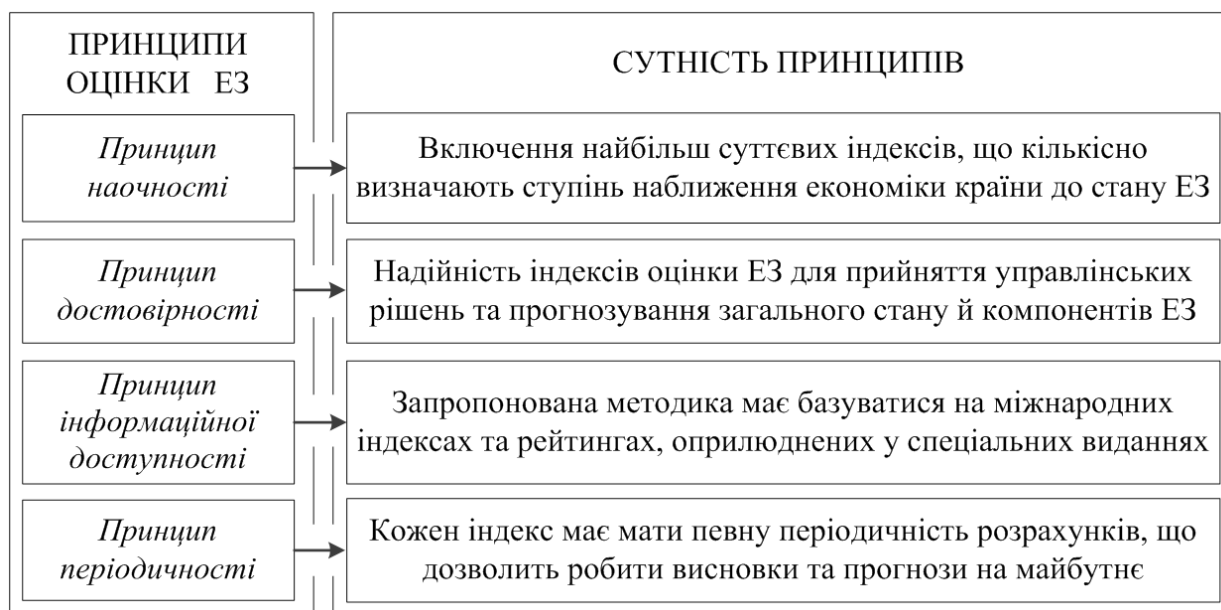 ПРИНЦИПИ
ОЦІНКИ ЕЗ
СУТНІСТЬ ПРИНЦИПІВ
Принцип
наочності
Включення найбільш суттєвих індексів, що кількісно
визначають ступінь наближення економіки країни до стану ЕЗ
Принцип
достовірності
Надійність індексів оцінки ЕЗ для прийняття управлінських
рішень та прогнозування загального стану й компонентів ЕЗ
Принцип
інформаційної
доступності
Запропонована методика має базуватися на міжнародних
індексах та рейтингах, оприлюднених у спеціальних виданнях
Принцип
періодичності
Кожен індекс має мати певну періодичність розрахунків, що
дозволить робити висновки та прогнози на майбутнє